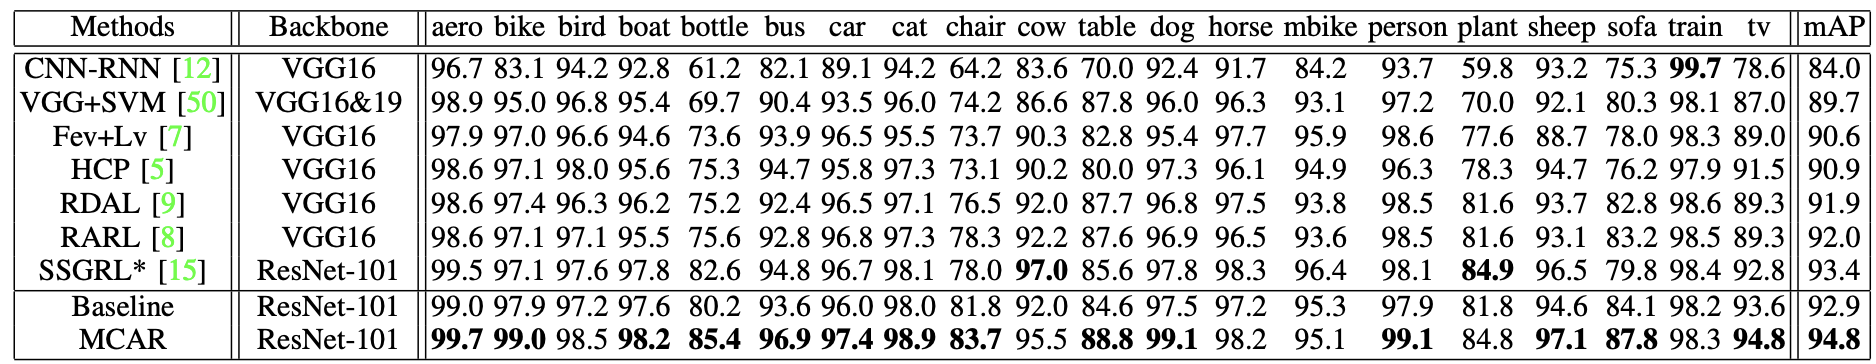 Methods Backbone aero bike bird boat bottle bus car cat chair cow table dog horse mbike person plant sheep sofa train tv mAP
CNN-RNN [12] VGG16 96.7 83.1 94.2 92.8 61.2 82.1 89.1 94.2 64.2 83.6 70.0 92.4 91.7 84.2 93.7 59.8 93.2 75.3 99.7 78.6 84.0
VGG+SVM [50] VGG16&19 98.9 95.0 96.8 95.4 69.7 90.4 93.5 96.0 74.2 86.6 87.8 96.0 96.3 93.1 97.2 70.0 92.1 80.3 98.1 87.0 89.7
Fev+Lv [7] VGG16 97.9 97.0 96.6 94.6 73.6 93.9 96.5 95.5 73.7 90.3 82.8 95.4 97.7 95.9 98.6 77.6 88.7 78.0 98.3 89.0 90.6
HCP [5] VGG16 98.6 97.1 98.0 95.6 75.3 94.7 95.8 97.3 73.1 90.2 80.0 97.3 96.1 94.9 96.3 78.3 94.7 76.2 97.9 91.5 90.9
RDAL [9] VGG16 98.6 97.4 96.3 96.2 75.2 92.4 96.5 97.1 76.5 92.0 87.7 96.8 97.5 93.8 98.5 81.6 93.7 82.8 98.6 89.3 91.9
RARL [8] VGG16 98.6 97.1 97.1 95.5 75.6 92.8 96.8 97.3 78.3 92.2 87.6 96.9 96.5 93.6 98.5 81.6 93.1 83.2 98.5 89.3 92.0
SSGRL* [15] ResNet-101 99.5 97.1 97.6 97.8 82.6 94.8 96.7 98.1 78.0 97.0 85.6 97.8 98.3 96.4 98.1 84.9 96.5 79.8 98.4 92.8 93.4
Baseline ResNet-101 99.0 97.9 97.2 97.6 80.2 93.6 96.0 98.0 81.8 92.0 84.6 97.5 97.2 95.3 97.9 81.8 94.6 84.1 98.2 93.6 92.9
MCAR ResNet-101 99.7 99.0 98.5 98.2 85.4 96.9 97.4 98.9 83.7 95.5 88.8 99.1 98.2 95.1 99.1 84.8 97.1 87.8 98.3 94.8 94.8